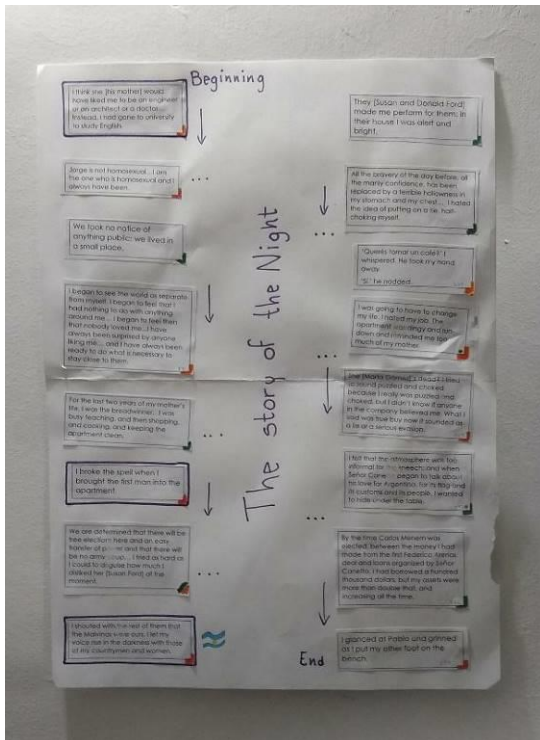 Beginning
I think me [his mother] would
have liked me to be an engineer
or an architect or a doctor.
Instead, I had gone to university
to study English.
Jorge is not homosexual... I am
the one who is homosexual and I
always have been.
...
We took no notice of
anything public; we lived in
a small place.
I began to see the world as separate
from myself. I began to feel that I
had nothing to do with anything
around me... I began to feel then
that nobody loved me...I have
always been surprised by anyone
liking me... and I have always been
ready to do what is necessary to
stay close to them.
For the last two years of my mother's
life, I was the breadwinner...I was
busy teaching, and then shopping,
and cooking, and keeping the
apartment clean.
...
I broke the spell when I
brought the first man into the
apartment.
We are determined that there will be
free elections here and an easy
transfer of power and that there will
be no army coup... I tried as hard as
I could to disguise how much I
disliked him [Susan Ford] at the
moment.
...
I shouted with the rest of them that
the Malvinas were ours. I let my
voice rise in the darkness with those
of my countrymen and women.
The story of the Night
They [Susan and Donald Ford]
made me perform for them; in
their house I was alert and
bright.
All the bravery of the day before, all
the manly confidence, has been
replaced by a terrible hollowness in
my stomach and my chest... I hated
the idea of putting on a tie, half-
choking myself.
...
"Querés tomar un café?" I
whispered. He took my hand
away.
"Sí," he nodded.
I was going to have to change
my life. I hated my job. The
apartment was dingy and run-
down and reminded me too
much of my mother.
...
dead? I tried
to sound puzzled and choked
because I really was puzzled and
choked, but I didn't know if anyone
in the company believed me. What I
said was true buy now it sounded as
a lie or a serious evasion.
I felt that the atmosphere was too
informal for this speech, and when
Señor Canetto began to talk about
his love for Argentina, for its flag and
its customs and its people, I wanted
to hide under the table.
...
By the time Carlos Menem was
elected, between the money I had
made from the first Federico Arenas
deal and loans organised by Señor
Canetto, I had borrowed a hundred
thousand dollars, but my assets were
more than double that, and
increasing all the time.
I glanced at Pablo and grinned
as I put my other foot on the
bench.
End